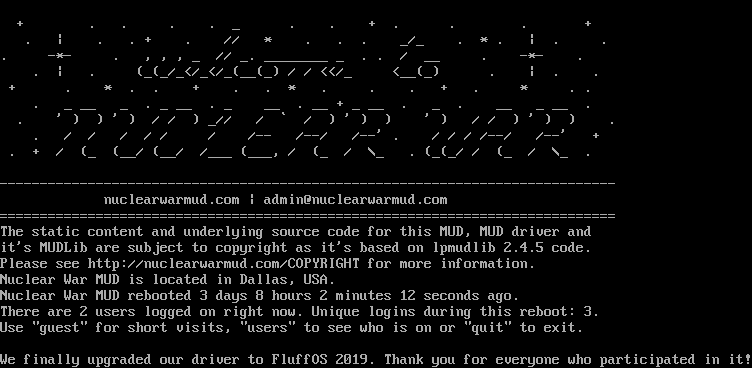 welcome to
NUCLEAR WAR
nuclearwarmud.com | admin@nuclearwarmud.com
The static content and underlying source code for this MUD, MUD driver and
it's MUDLib are subject to copyright as it's based on lpmudlib 2.4.5 code.
Please see http://nuclearwarmud.com/COPYRIGHT for more information.
Nuclear War MUD is located in Dallas, USA.
Nuclear War MUD rebooted 3 days 8 hours 2 minutes 12 seconds ago.
There are 2 users logged on right now. Unique logins during this reboot: 3.
Use "guest" for short visits, "users" to see who is on or "quit" to exit.
We finally upgraded our driver to FluffOS 2019. Thank you for everyone who participated in it!